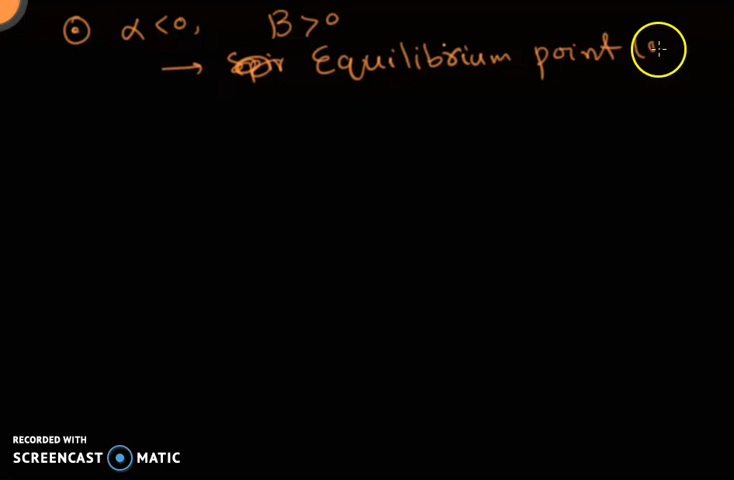 ⊙ α <0, B >0
→ Equilibrium point (
RECORDED WITH
SCREENCAST MATIC